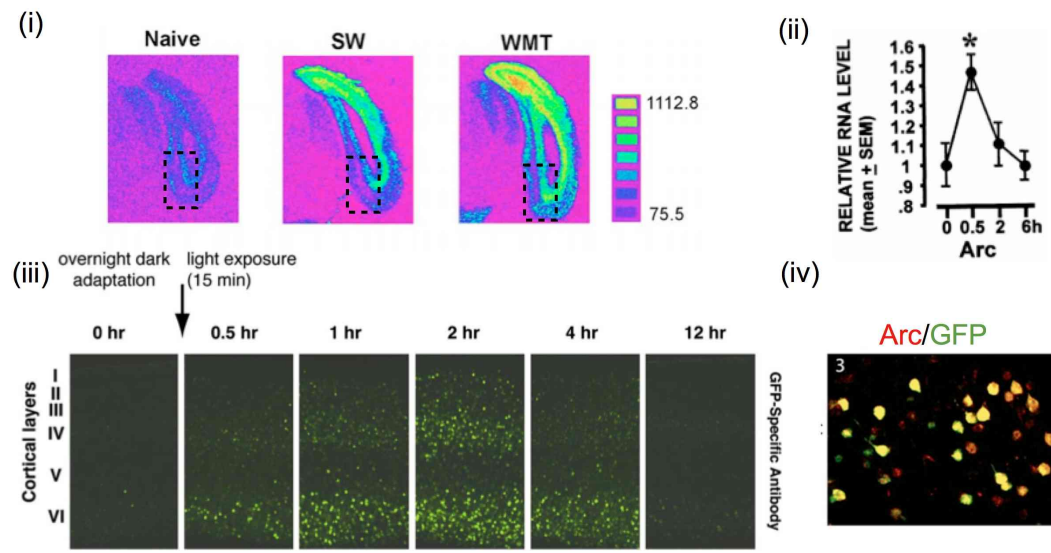 (i)
Naive
SW
WMT
1112.8
75.5
(ii)
RELATIVE RNA LEVEL
(mean ± SEM)
1.6
1.5
1.4
1.3
1.2
1.1
1
.9
.8
*
0 0.5 2 6h
Arc
(iii)
overnight dark
adaptation
light exposure
(15 min)
0 hr
0.5 hr
1 hr
2 hr
4 hr
12 hr
Cortical layers
I
II
III
IV
V
VI
GFP-Specific Antibody
(iv)
Arc/GFP
3